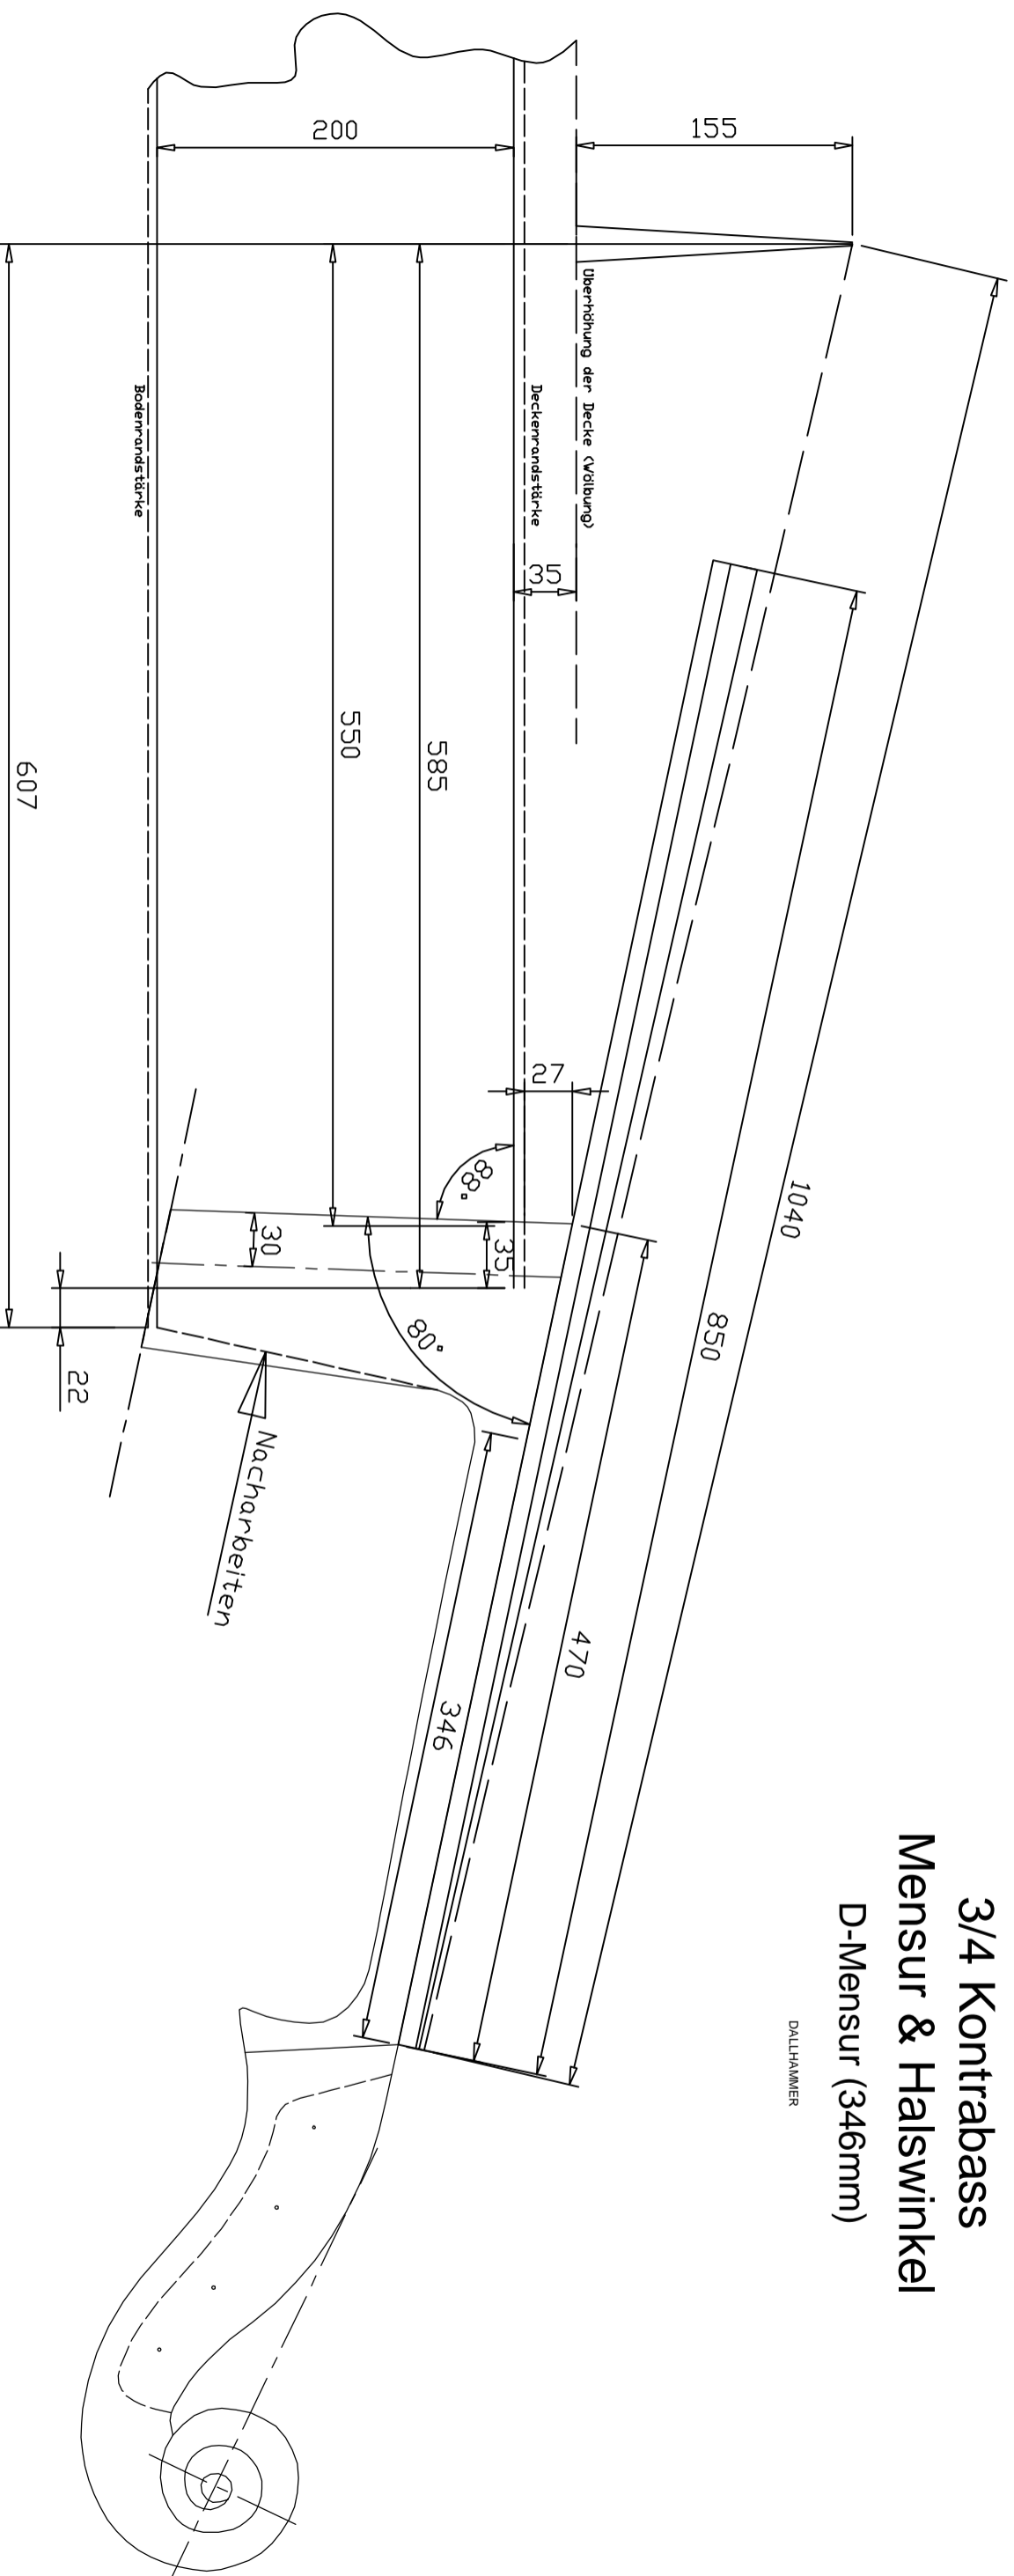 3/4 Kontrabass
Mensur & Halswinkel
D-Mensur (346mm)
DALLHAMMER
155
200
Überhöhung der Decke (Wölbung)
Deckenrandstärke
Bodenrandstärke
35
550
585
607
27
88°
30
35
80°
22
Nacharbeiten
1040
850
470
346